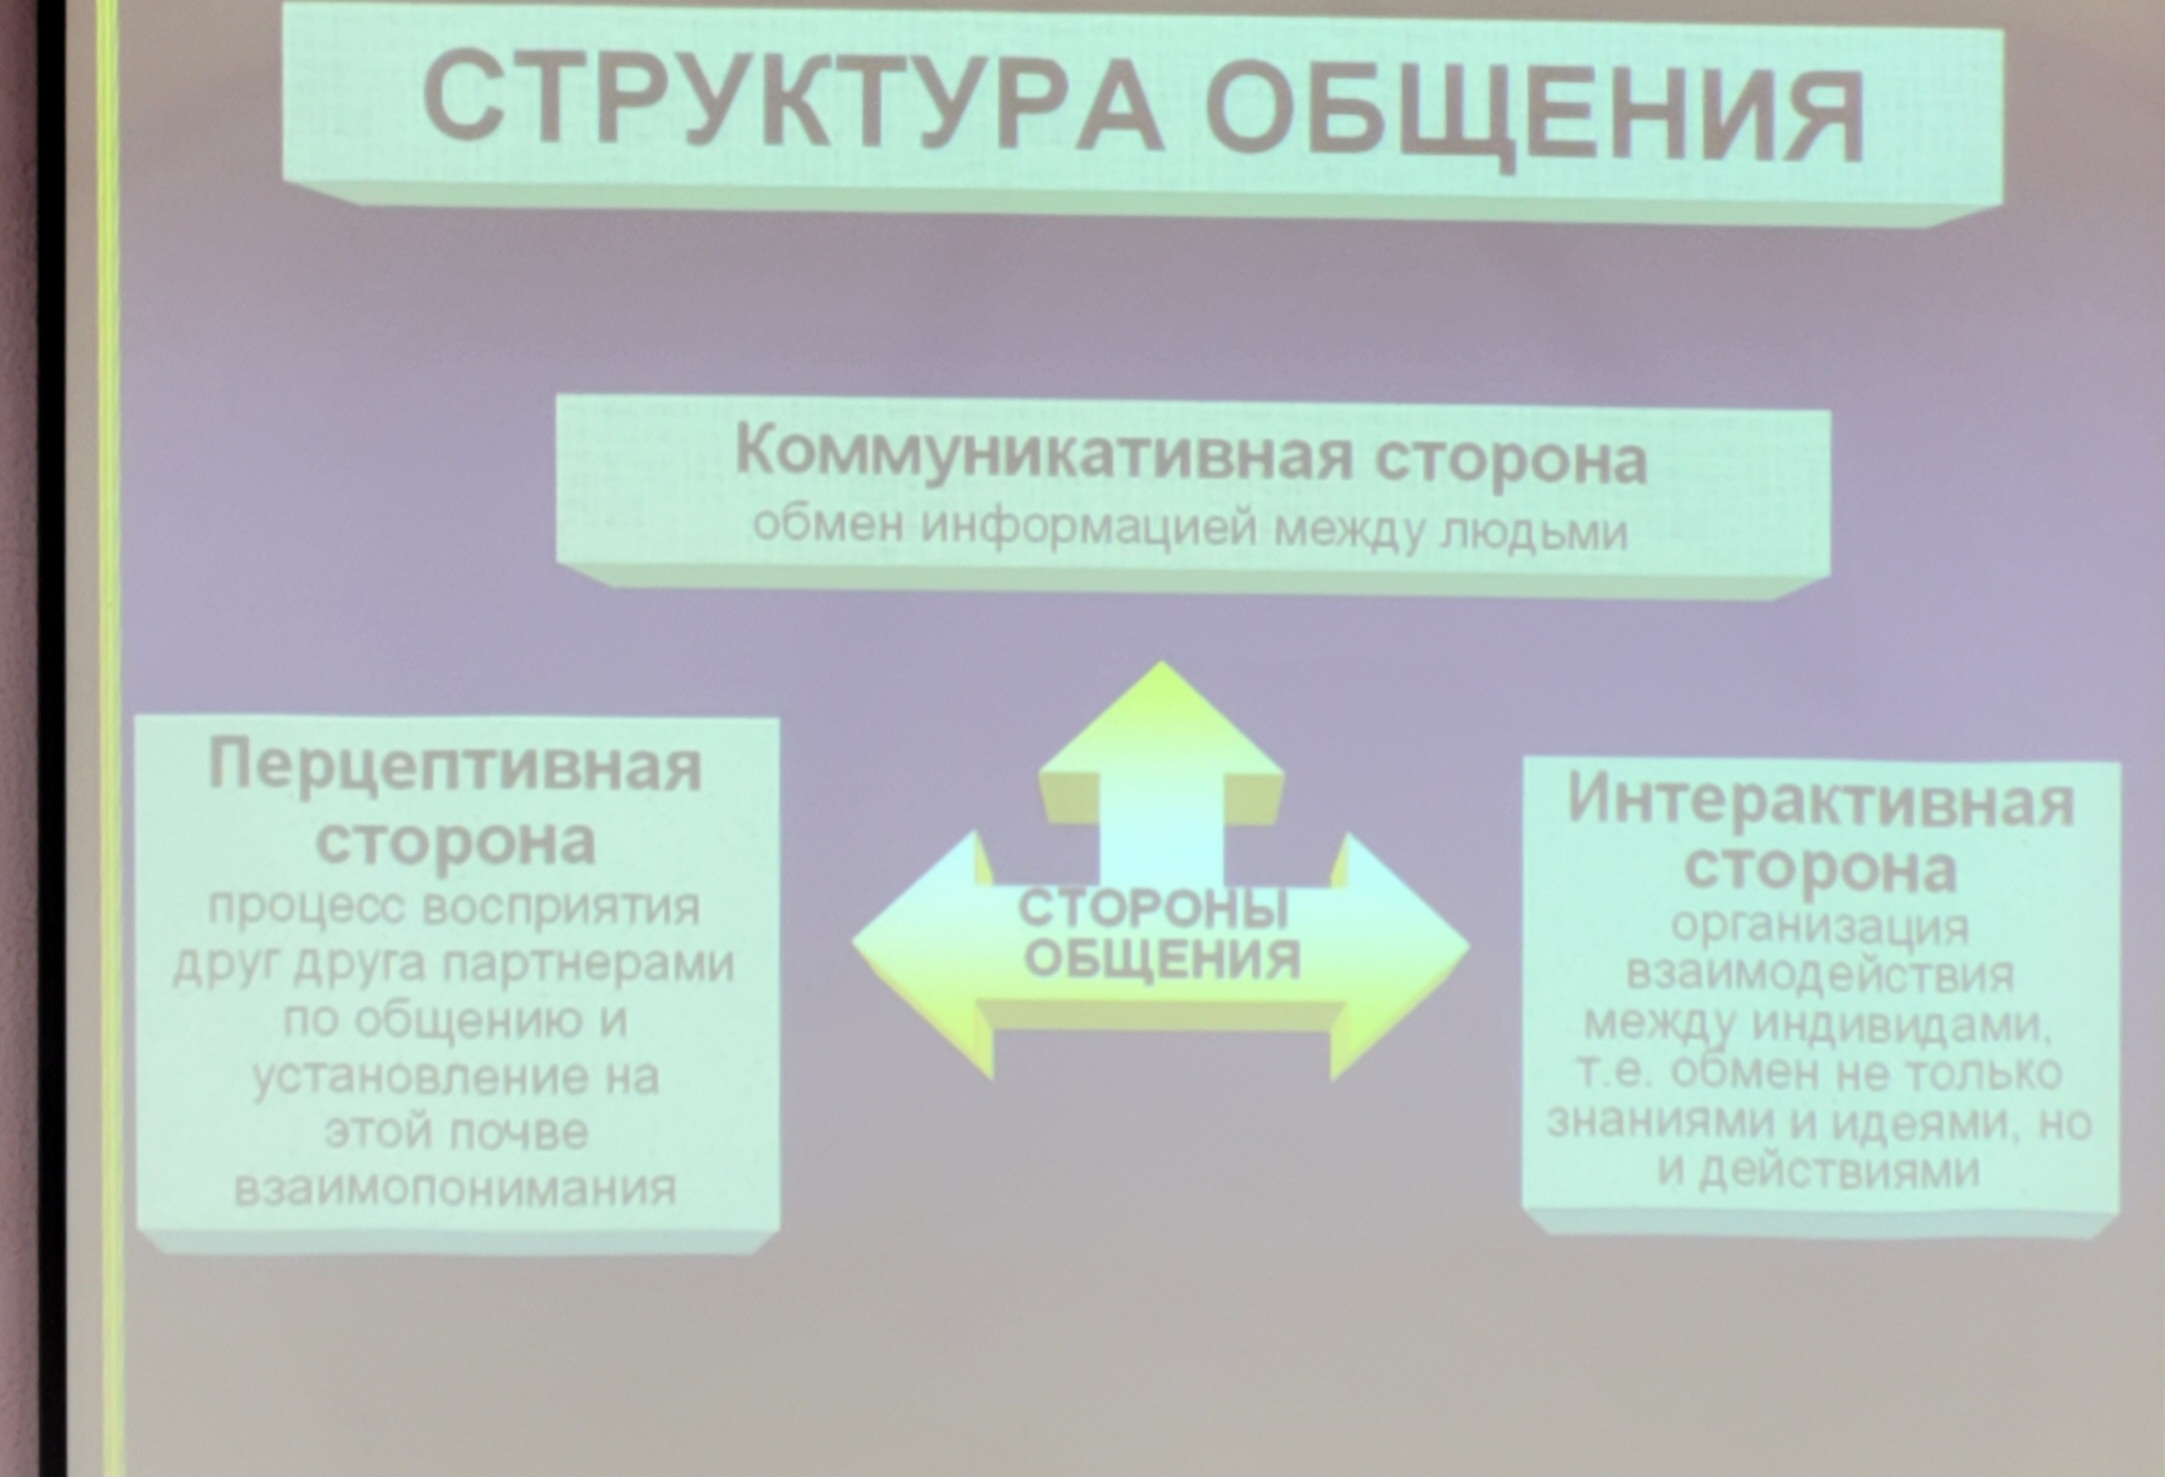 СТРУКТУРА ОБЩЕНИЯ
Коммуникативная сторона
обмен информацией между людьми
Перцептивная
сторона
процесс восприятия
друг друга партнерами
по общению и
установление на
этой почве
взаимопонимания
СТОРОНЫ
ОБЩЕНИЯ
Интерактивная
сторона
организация
взаимодействия
между индивидами,
т.е. обмен не только
знаниями и идеями, но
и действиями